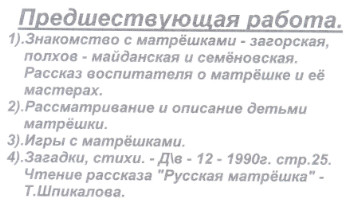 Предшествующая работа.
1).Знакомство с матрёшками - загорская,
полхов - майданская и семёновская.
Рассказ воспитателя о матрёшке и её
мастерах.
2).Рассматривание и описание детьми
матрёшки.
3).Игры с матрёшками.
4).Загадки, стихи. - Д\в - 12 - 1990г. стр.25.
Чтение рассказа "Русская матрёшка" -
Т.Шпикалова.